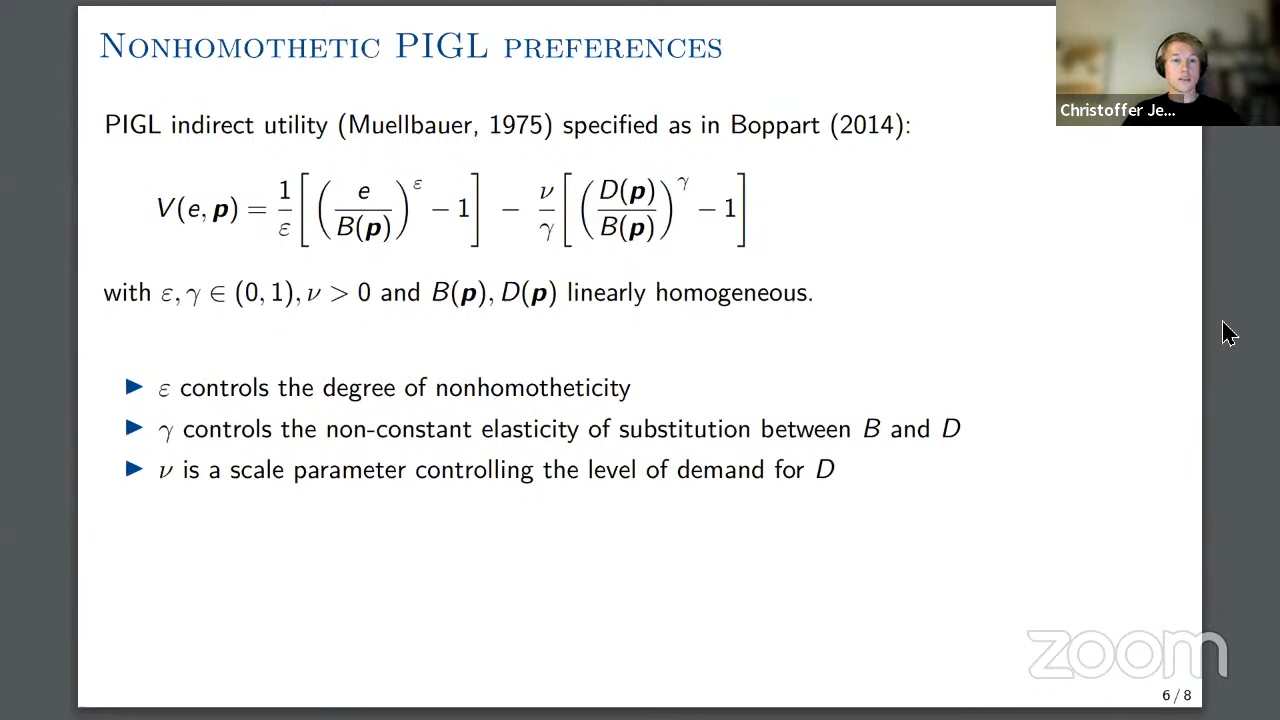 NONHOMOTHETIC PIGL PREFERENCES
Christoffer Je...
PIGL indirect utility (Muellbauer, 1975) specified as in Boppart (2014):
V(e, p) = 1/ε [ ( e / B(p) )^ε − 1 ] − ν/γ [ ( D(p) / B(p) )^γ − 1 ]
with ε, γ ∈ (0, 1), ν > 0 and B(p), D(p) linearly homogeneous.
▶ ε controls the degree of nonhomotheticity
▶ γ controls the non-constant elasticity of substitution between B and D
▶ ν is a scale parameter controlling the level of demand for D
zoom
6 / 8